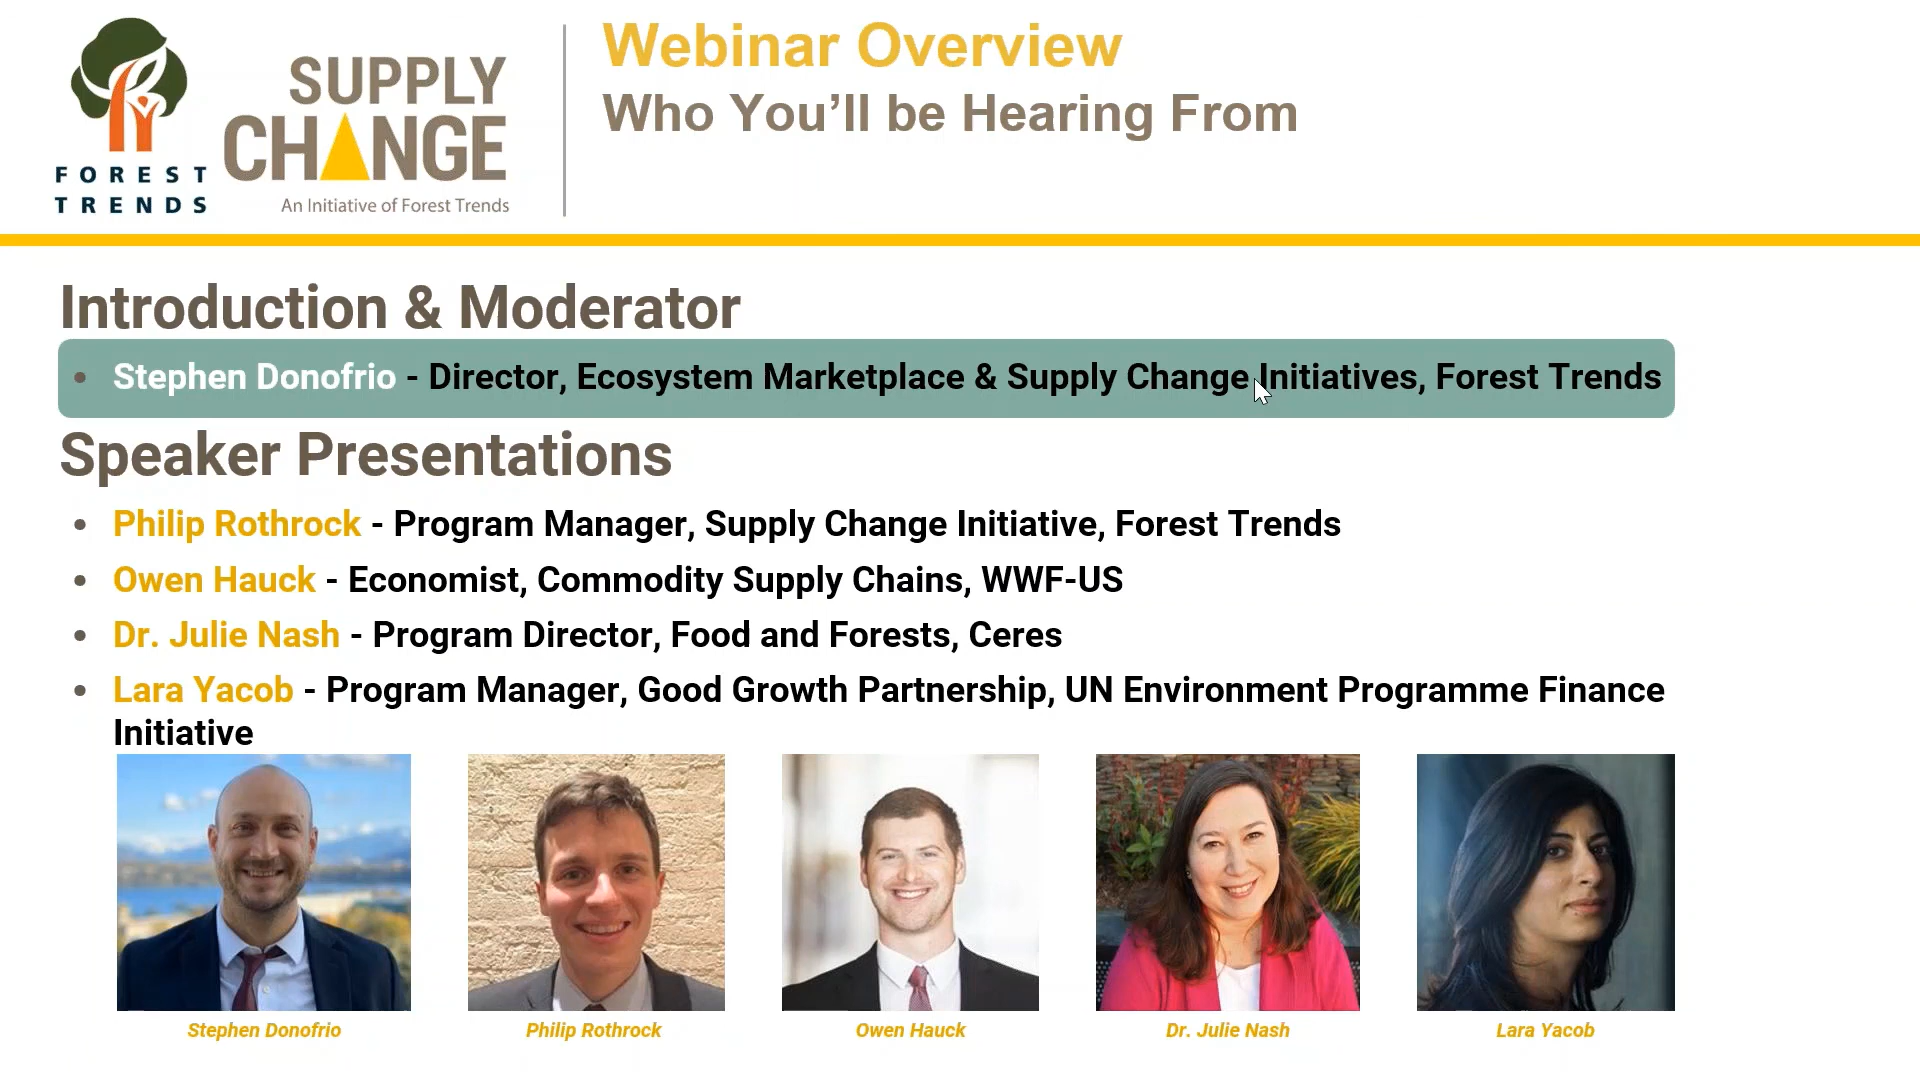 FOREST
TRENDS
SUPPLY
CHANGE
An Initiative of Forest Trends
Webinar Overview
Who You’ll be Hearing From
Introduction & Moderator
• Stephen Donofrio - Director, Ecosystem Marketplace & Supply Change Initiatives, Forest Trends
Speaker Presentations
• Philip Rothrock - Program Manager, Supply Change Initiative, Forest Trends
• Owen Hauck - Economist, Commodity Supply Chains, WWF-US
• Dr. Julie Nash - Program Director, Food and Forests, Ceres
• Lara Yacob - Program Manager, Good Growth Partnership, UN Environment Programme Finance
Initiative
Stephen Donofrio
Philip Rothrock
Owen Hauck
Dr. Julie Nash
Lara Yacob